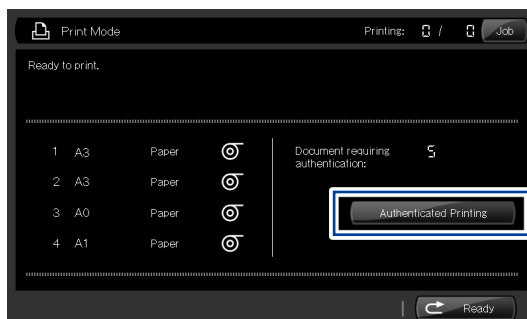 Print Mode
Printing: 0 / 0 Job
Ready to print.
1 A3 Paper
2 A3 Paper
3 A0 Paper
4 A1 Paper
Document requiring
authentication: 5
Authenticated Printing
Ready